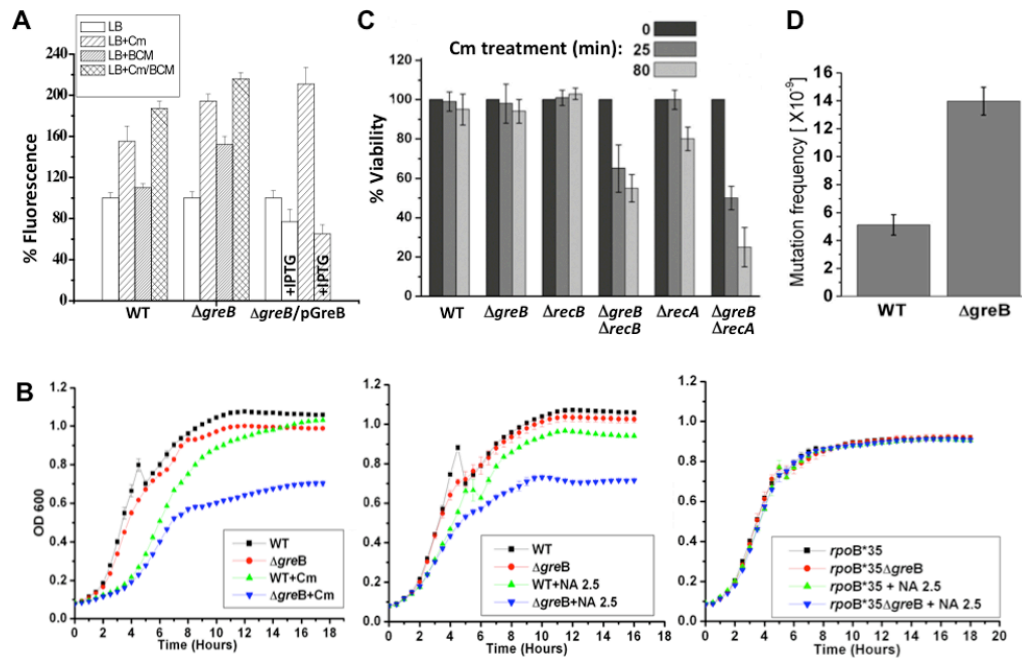 A
LB
LB+Cm
LB+BCM
LB+Cm/BCM
% Fluorescence
240
200
160
120
80
40
0
+IPTG
+IPTG
WT
ΔgreB
ΔgreB/pGreB
C
Cm treatment (min):
0
25
80
% Viability
120
100
80
60
40
20
0
WT
ΔgreB
ΔrecB
ΔgreB
ΔrecB
ΔrecA
ΔgreB
ΔrecA
D
Mutation frequency [ X10-9]
16
14
12
10
8
6
4
2
0
WT
ΔgreB
B
OD 600
1.2
1.0
0.8
0.6
0.4
0.2
0.0
WT
ΔgreB
WT+Cm
ΔgreB+Cm
0 2 4 6 8 10 12 14 16 18
Time (Hours)
1.2
1.0
0.8
0.6
0.4
0.2
0.0
WT
ΔgreB
WT+NA 2.5
ΔgreB+NA 2.5
0 2 4 6 8 10 12 14 16 18
Time (Hours)
1.2
1.0
0.8
0.6
0.4
0.2
0.0
rpoB*35
rpoB*35ΔgreB
rpoB*35 + NA 2.5
rpoB*35ΔgreB + NA 2.5
0 2 4 6 8 10 12 14 16 18 20
Time (Hours)